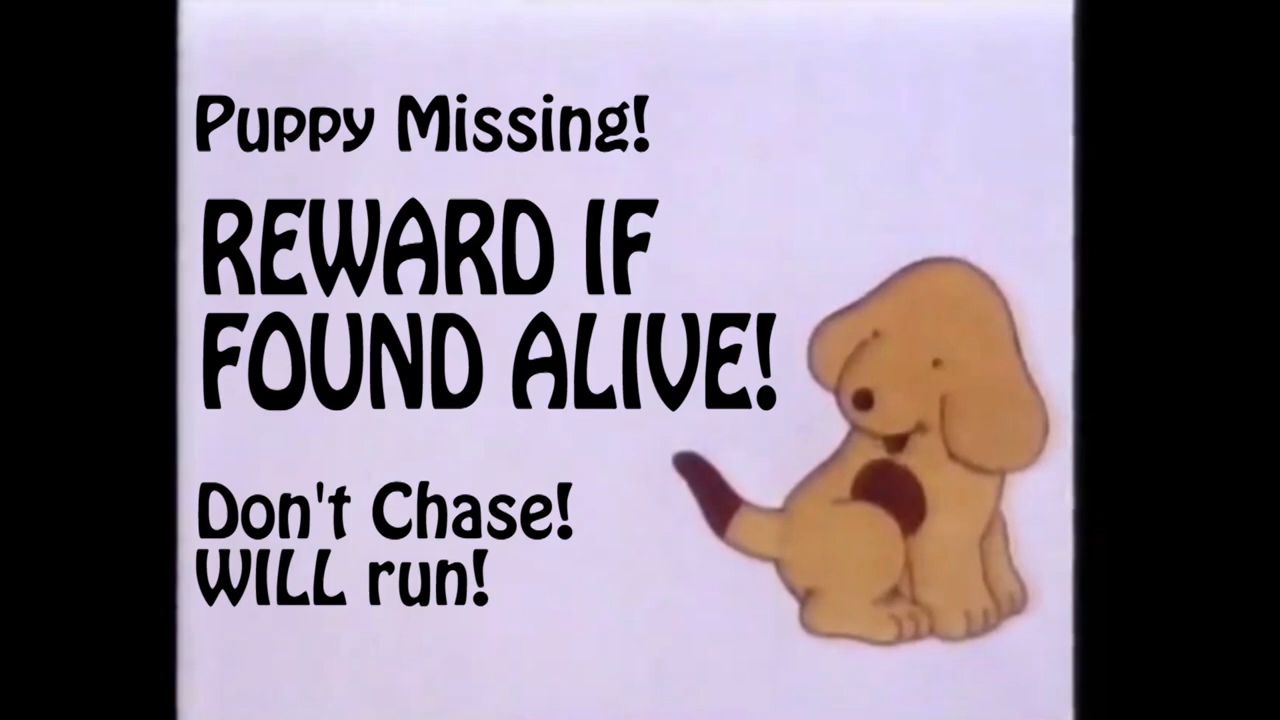 Puppy Missing!
REWARD IF
FOUND ALIVE!
Don't Chase!
WILL run!